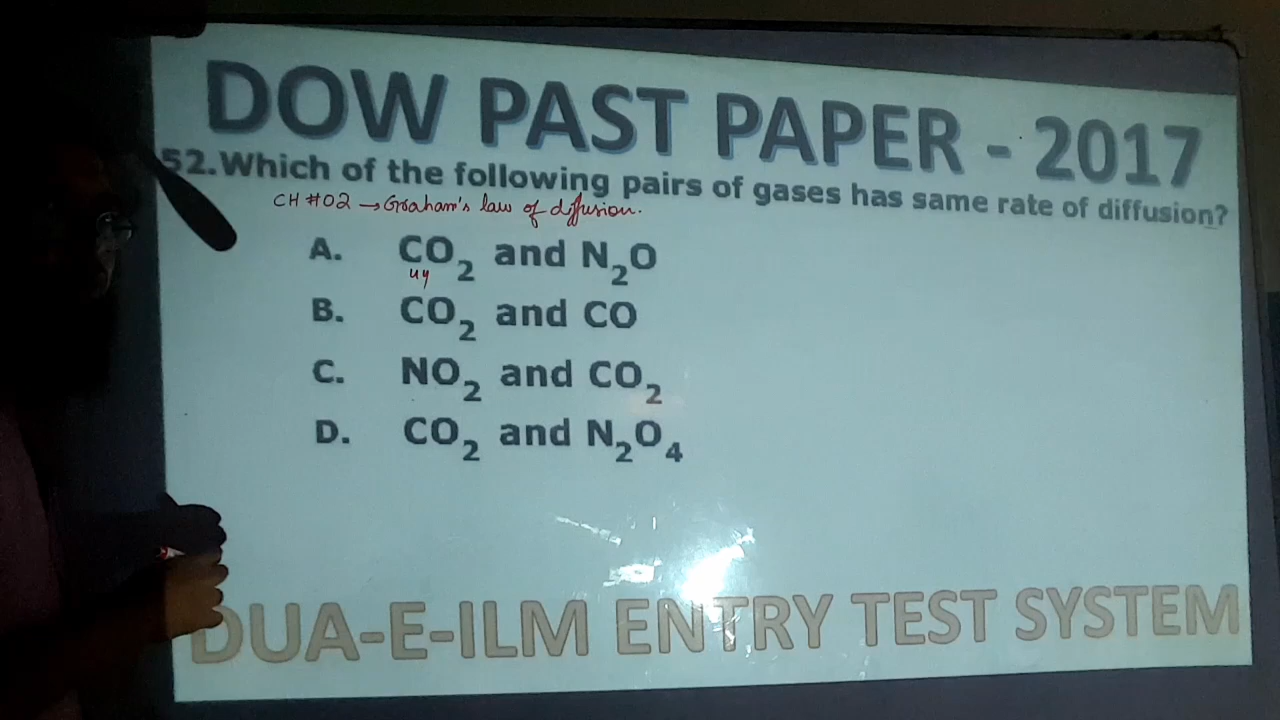 DOW PAST PAPER - 2017
52.Which of the following pairs of gases has same rate of diffusion?
CH #02 → Graham's law of diffusion.
A. CO₂ and N₂O
44
B. CO₂ and CO
C. NO₂ and CO₂
D. CO₂ and N₂O₄
DUA-E-ILM ENTRY TEST SYSTEM